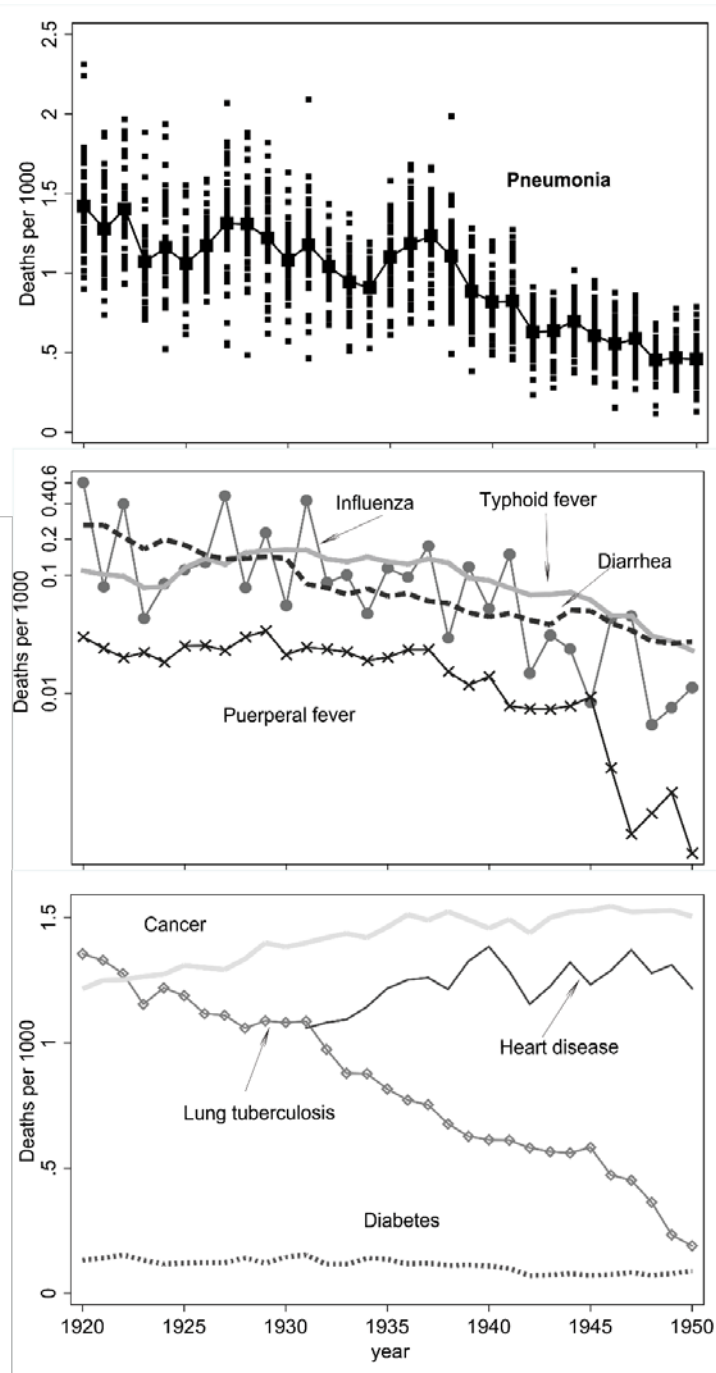 2.5
2
1.5
1
.5
0
Deaths per 1000
Pneumonia
0.40.6
0.2
0.1
0.01
Deaths per 1000
Influenza
Typhoid fever
Diarrhea
Puerperal fever
1.5
1
.5
0
Deaths per 1000
Cancer
Heart disease
Lung tuberculosis
Diabetes
1920 1925 1930 1935 1940 1945 1950
year